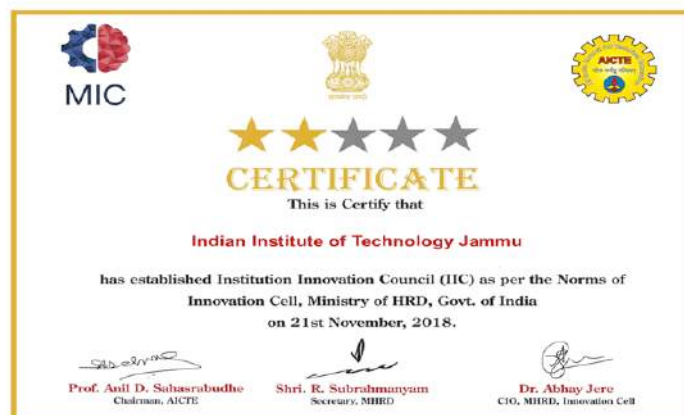 MIC
AICTE
CERTIFICATE
This is Certify that
Indian Institute of Technology Jammu
has established Institution Innovation Council (IIC) as per the Norms of
Innovation Cell, Ministry of HRD, Govt. of India
on 21st November, 2018.
Prof. Anil D. Sahasrabudhe
Chairman, AICTE
Shri. R. Subrahmanyam
Secretary, MHRD
Dr. Abhay Jere
CIO, MHRD, Innovation Cell